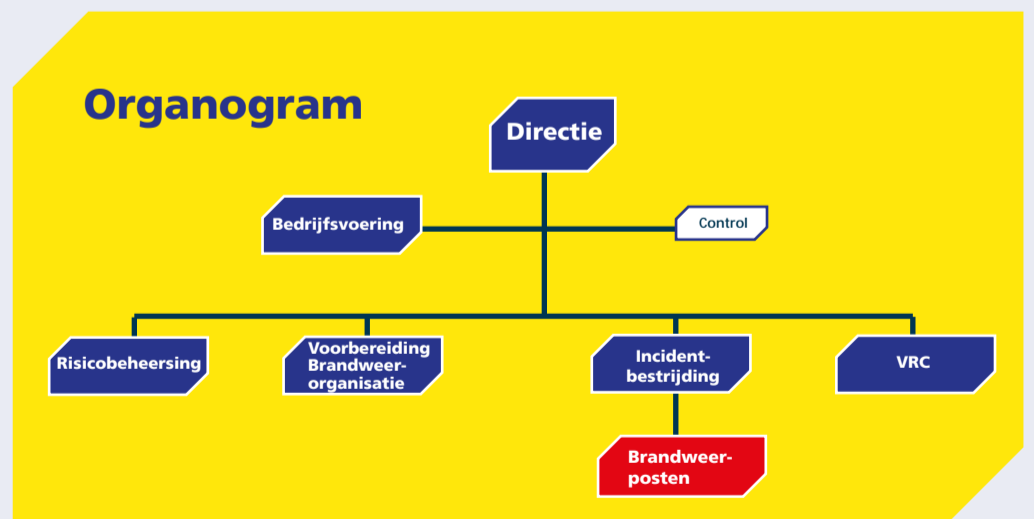 Organogram
Directie
Bedrijfsvoering
Control
Risicobeheersing
Voorbereiding
Brandweer-
organisatie
Incident-
bestrijding
VRC
Brandweer-
posten